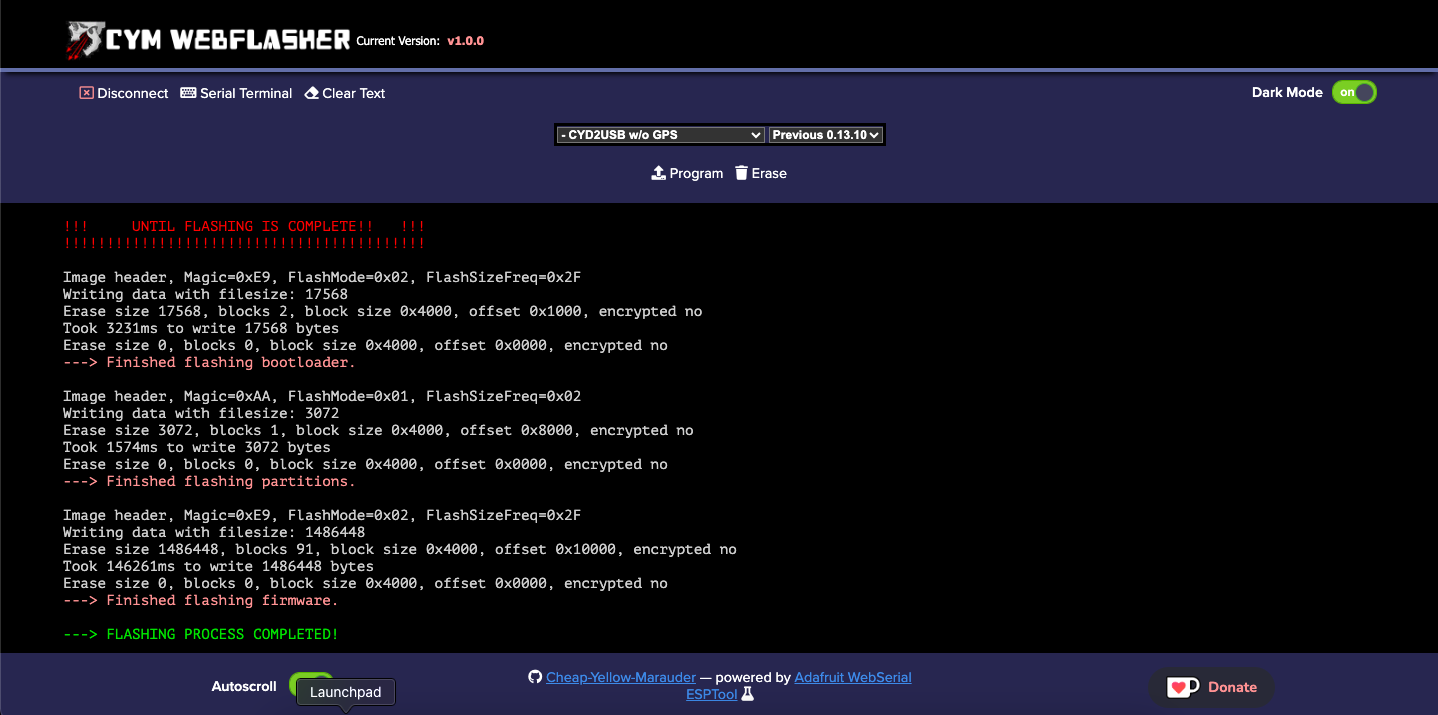 CYM WEBFLASHER Current Version: v1.0.0
Disconnect Serial Terminal Clear Text Dark Mode on
- CYD2USB w/o GPS Previous 0.13.10
Program Erase
!!! UNTIL FLASHING IS COMPLETE!! !!!
!!!!!!!!!!!!!!!!!!!!!!!!!!!!!!!!!!!!!!!!!!
Image header, Magic=0xE9, FlashMode=0x02, FlashSizeFreq=0x2F
Writing data with filesize: 17568
Erase size 17568, blocks 2, block size 0x4000, offset 0x1000, encrypted no
Took 3231ms to write 17568 bytes
Erase size 0, blocks 0, block size 0x4000, offset 0x0000, encrypted no
---> Finished flashing bootloader.
Image header, Magic=0xAA, FlashMode=0x01, FlashSizeFreq=0x02
Writing data with filesize: 3072
Erase size 3072, blocks 1, block size 0x4000, offset 0x8000, encrypted no
Took 1574ms to write 3072 bytes
Erase size 0, blocks 0, block size 0x4000, offset 0x0000, encrypted no
---> Finished flashing partitions.
Image header, Magic=0xE9, FlashMode=0x02, FlashSizeFreq=0x2F
Writing data with filesize: 1486448
Erase size 1486448, blocks 91, block size 0x4000, offset 0x10000, encrypted no
Took 146261ms to write 1486448 bytes
Erase size 0, blocks 0, block size 0x4000, offset 0x0000, encrypted no
---> Finished flashing firmware.
---> FLASHING PROCESS COMPLETED!
Autoscroll
Launchpad
Cheap-Yellow-Marauder — powered by Adafruit WebSerial
ESPTool
Donate